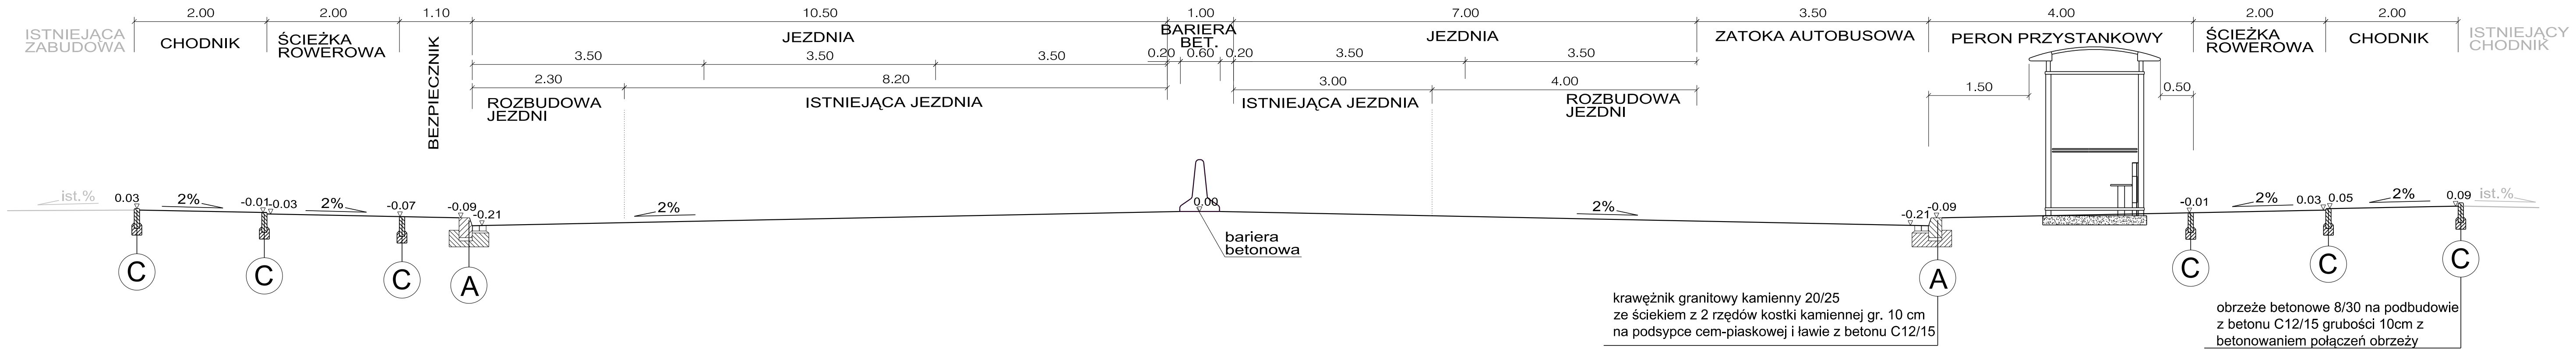 2.00 2.00 1.10 10.50 1.00 7.00 3.50 4.00 2.00 2.00
ISTNIEJĄCA
ZABUDOWA
CHODNIK
ŚCIEŻKA
ROWEROWA
BEZPIECZNIK
JEZDNIA
BARIERA
BET.
JEZDNIA
ZATOKA AUTOBUSOWA
PERON PRZYSTANKOWY
ŚCIEŻKA
ROWEROWA
CHODNIK
ISTNIEJĄCY
CHODNIK
3.50 3.50 3.50 0.20 0.60 0.20 3.50 3.50
2.30 8.20 3.00 4.00 1.50 0.50
ROZBUDOWA
JEZDNI
ISTNIEJĄCA JEZDNIA
ISTNIEJĄCA JEZDNIA
ROZBUDOWA
JEZDNI
ist.% 0.03 2% -0.01 -0.03 2% -0.07 -0.09 -0.21 2% 0.00 2% -0.21 -0.09 -0.01 2% 0.03 0.05 2% 0.09 ist.%
bariera
betonowa
C C C A A C C C
krawężnik granitowy kamienny 20/25
ze ściekiem z 2 rzędów kostki kamiennej gr. 10 cm
na podsypce cem-piaskowej i ławie z betonu C12/15
obrzeże betonowe 8/30 na podbudowie
z betonu C12/15 grubości 10cm z
betonowaniem połączeń obrzeży